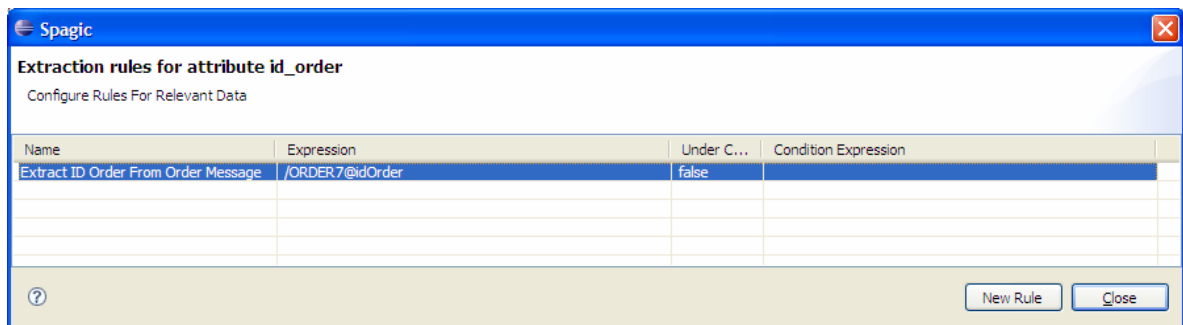 Spagic
Extraction rules for attribute id_order
Configure Rules For Relevant Data
Name Expression Under C... Condition Expression
Extract ID Order From Order Message /ORDER7@idOrder false
New Rule Close